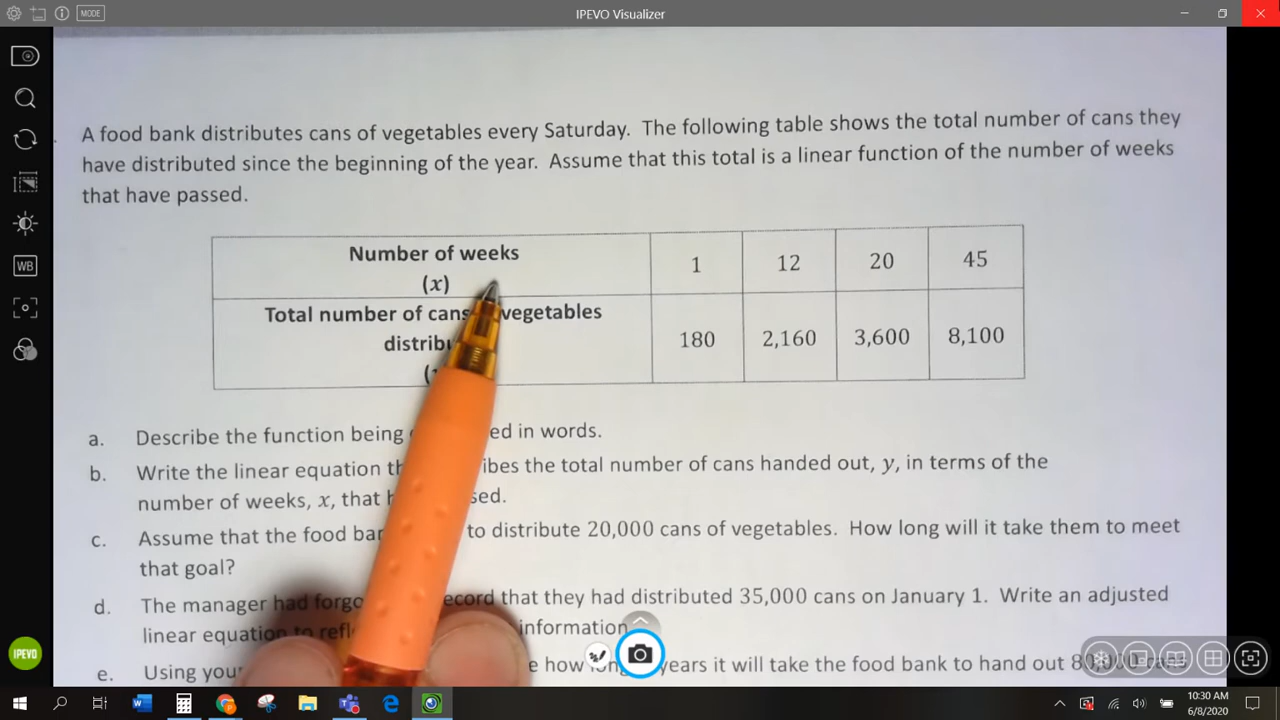 MODE
IPEVO Visualizer
A food bank distributes cans of vegetables every Saturday. The following table shows the total number of cans they
have distributed since the beginning of the year. Assume that this total is a linear function of the number of weeks
that have passed.
WB
Number of weeks
(x)
1 12 20 45
Total number of cans vegetables
180 2,160 3,600 8,100
a. Describe the function being in words.
b. Write the linear equation the total number of cans handed out, y, in terms of the
number of weeks, x, that
c. Assume that the food to distribute 20,000 cans of vegetables. How long will it take them to meet
that goal?
d. The manager had that they had distributed 35,000 cans on January 1. Write an adjusted
linear equation to information
e. Using how years it will take the food bank to hand out
IPEVO
10:30 AM
6/8/2020